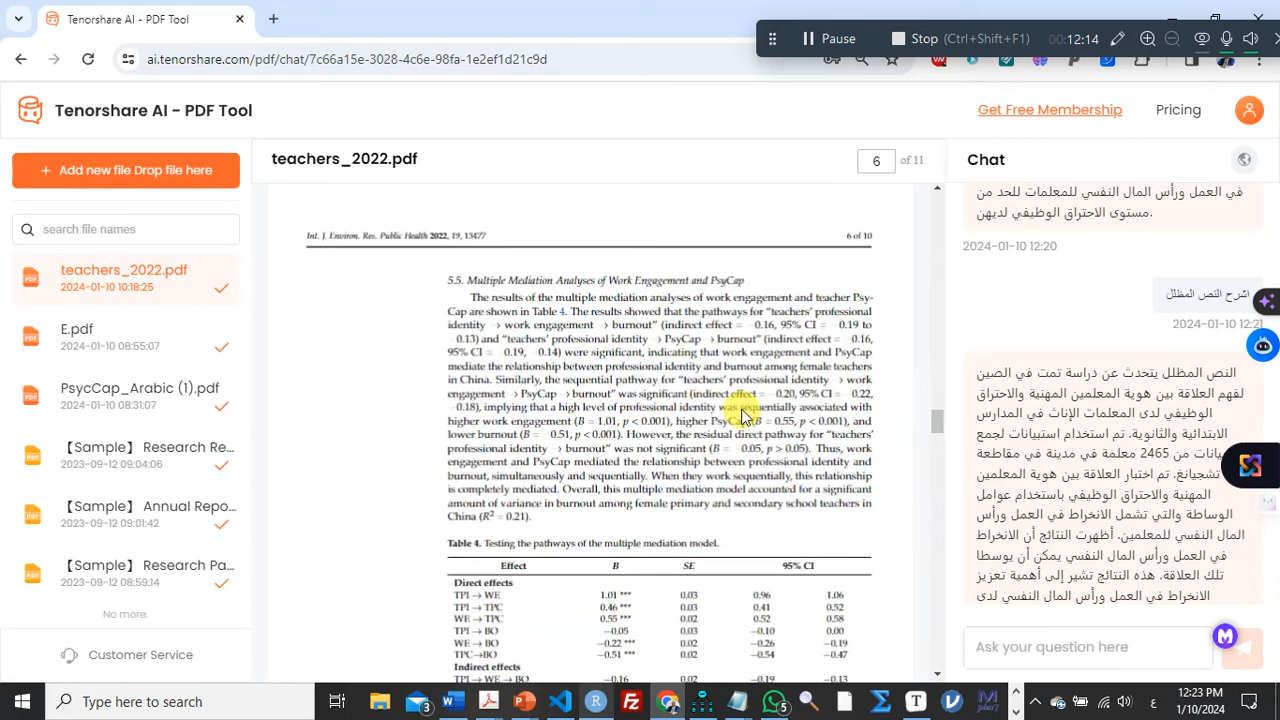 Tenorshare AI - PDF Tool
Pause
Stop (Ctrl+Shift+F1)
00:12:14
ai.tenorshare.com/pdf/chat/7c66a15e-3028-4c6e-98fa-1e2ef1d21c9d
Tenorshare AI - PDF Tool
Get Free Membership
Pricing
+ Add new file Drop file here
search file names
teachers_2022.pdf
2024-01-10 10:18:25
E.pdf
2024-01-10 08:55:07
PsycCap_Arabic (1).pdf
2024-01-10 08:31:07
【Sample】 Research Re...
2023-09-12 09:04:06
【Sample】 Annual Repo...
2023-09-12 09:01:42
【Sample】 Research Pa...
2023-09-12 08:59:14
No more.
Customer Service
teachers_2022.pdf
6 of 11
Int. J. Environ. Res. Public Health 2022, 19, 13477
6 of 10
5.5. Multiple Mediation Analyses of Work Engagement and PsyCap
The results of the multiple mediation analyses of work engagement and teacher Psy-
Cap are shown in Table 4. The results showed that the pathways for “teachers’ professional
identity → work engagement → burnout” (indirect effect = −0.16, 95% CI = −0.19 to
−0.13) and “teachers’ professional identity → PsyCap → burnout” (indirect effect = −0.16,
95% CI = −0.19, −0.14) were significant, indicating that work engagement and PsyCap
mediate the relationship between professional identity and burnout among female teachers
in China. Similarly, the sequential pathway for “teachers’ professional identity → work
engagement → PsyCap → burnout” was significant (indirect effect = −0.20, 95% CI = −0.22,
−0.18), implying that a high level of professional identity was sequentially associated with
higher work engagement (B = 1.01, p < 0.001), higher PsyCap (B = 0.55, p < 0.001), and
lower burnout (B = −0.51, p < 0.001). However, the residual direct pathway for “teachers’
professional identity → burnout” was not significant (B = −0.05, p > 0.05). Thus, work
engagement and PsyCap mediated the relationship between professional identity and
burnout, simultaneously and sequentially. When they work sequentially, this relationship
is completely mediated. Overall, this multiple mediation model accounted for a significant
amount of variance in burnout among female primary and secondary school teachers in
China (R² = 0.21).
Table 4. Testing the pathways of the multiple mediation model.
Effect B SE 95% CI
Direct effects
TPI → WE 1.01 *** 0.03 0.96 1.06
TPI → TPC 0.46 *** 0.03 0.41 0.52
WE → TPC 0.55 *** 0.02 0.52 0.58
TPI → BO −0.05 0.03 −0.10 0.00
WE → BO −0.22 *** 0.02 −0.26 −0.19
TPC→BO −0.51 *** 0.02 −0.54 −0.47
Indirect effects
TPI → WE → BO −0.16 0.02 −0.19 −0.13
Chat
في العمل ورأس المال النفسي للمعلمات للحد من
مستوى الاحتراق الوظيفي لديهن.
2024-01-10 12:20
اشرح النص المظلل
2024-01-10 12:21
النص المظلل يتحدث عن دراسة تمت في الصين
لفهم العلاقة بين هوية المعلمين المهنية والاحتراق
الوظيفي لدى المعلمات الإناث في المدارس
الابتدائية والثانوية. تم استخدام استبيانات لجمع
يانات من 2465 معلمة في مدينة في مقاطعة
تشجيانغ. تم اختبار العلاقة بين هوية المعلمين
المهنية والاحتراق الوظيفي باستخدام عوامل
الوساطة والتي تشمل الانخراط في العمل ورأس
المال النفسي للمعلمين. أظهرت النتائج أن الانخراط
في العمل ورأس المال النفسي يمكن أن يوسطا
تلك العلاقة. هذه النتائج تشير إلى أهمية تعزيز
الانخراط في العمل ورأس المال النفسي لدى
Ask your question here
Type here to search
12:23 PM
1/10/2024